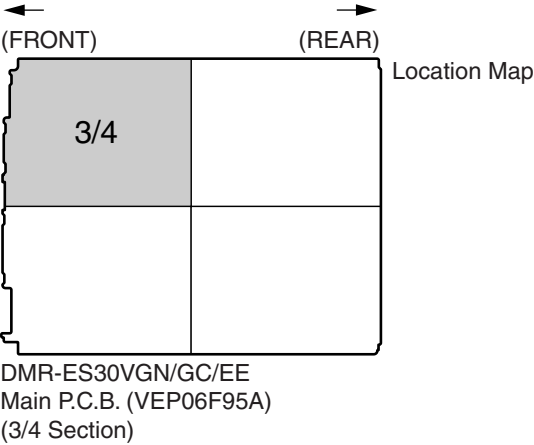 (FRONT) (REAR)
Location Map
3/4
DMR-ES30VGN/GC/EE
Main P.C.B. (VEP06F95A)
(3/4 Section)